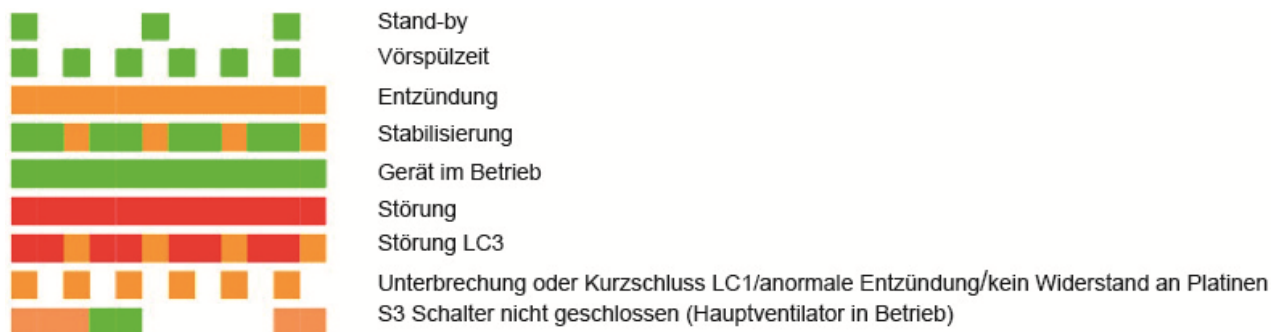 Stand-by
Vörspülzeit
Entzündung
Stabilisierung
Gerät im Betrieb
Störung
Störung LC3
Unterbrechung oder Kurzschluss LC1/anormale Entzündung/kein Widerstand an Platinen
S3 Schalter nicht geschlossen (Hauptventilator in Betrieb)